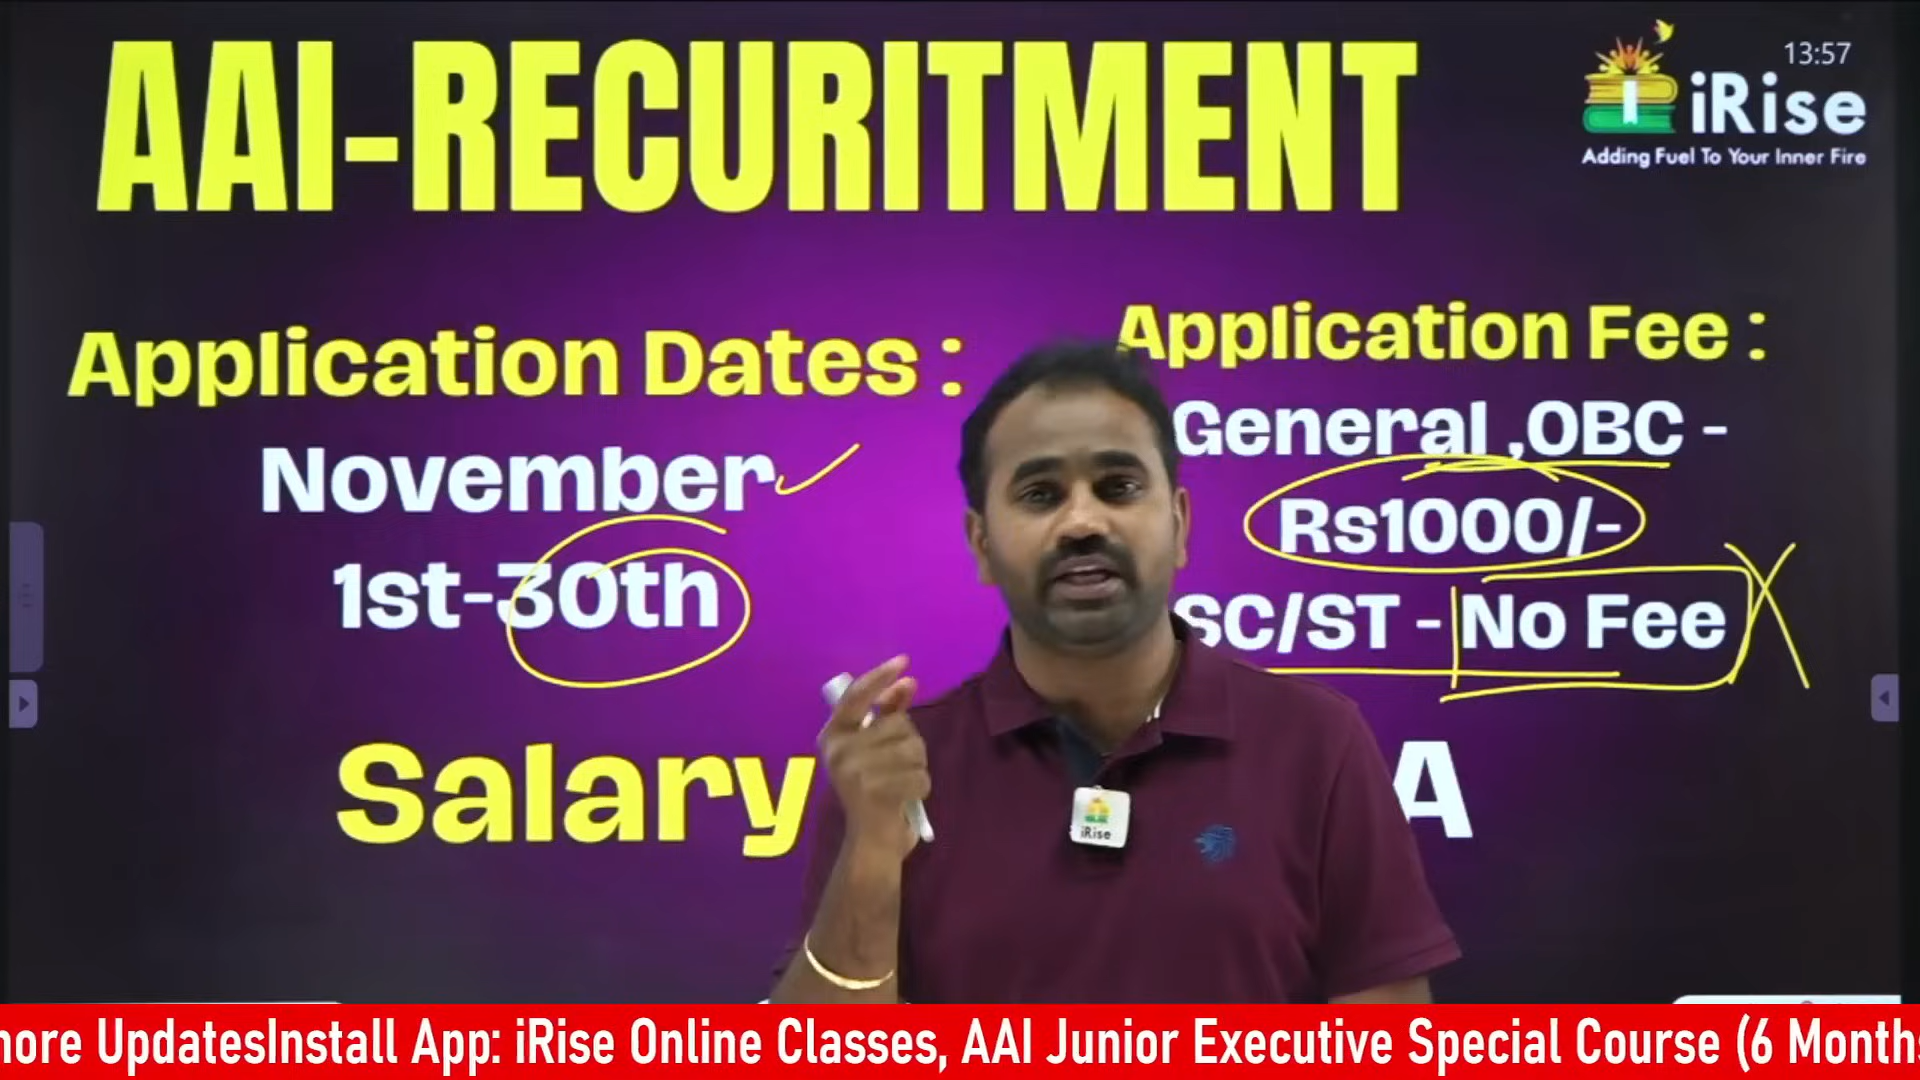 AAI-RECURITMENT
13:57
iRise
Adding Fuel To Your Inner Fire
Application Dates :
November
1st-30th
Application Fee :
General ,OBC -
Rs1000/-
SC/ST - No Fee
Salary
A
iRise
more UpdatesInstall App: iRise Online Classes, AAI Junior Executive Special Course (6 Months